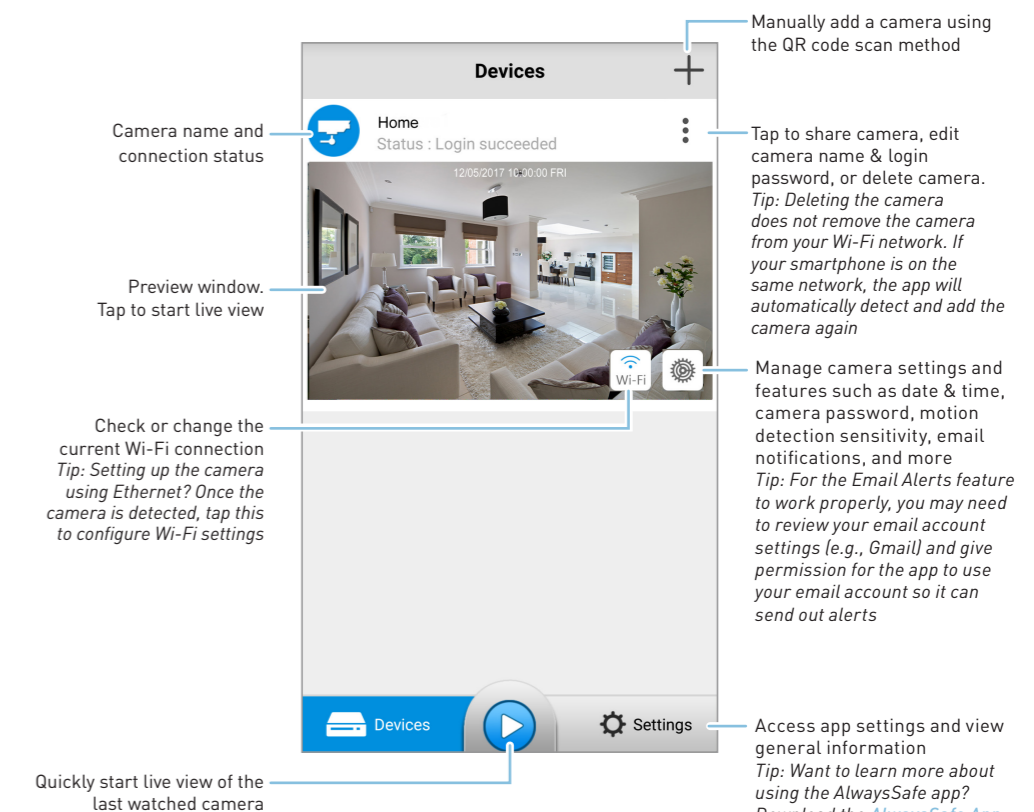 Manually add a camera using
the QR code scan method
Devices
Home
Status : Login succeeded
12/05/2017 10:00:00 FRI
Wi-Fi
Camera name and
connection status
Tap to share camera, edit
camera name & login
password, or delete camera.
Tip: Deleting the camera
does not remove the camera
from your Wi-Fi network. If
your smartphone is on the
same network, the app will
automatically detect and add the
camera again
Preview window.
Tap to start live view
Manage camera settings and
features such as date & time,
camera password, motion
detection sensitivity, email
notifications, and more
Tip: For the Email Alerts feature
to work properly, you may need
to review your email account
settings (e.g., Gmail) and give
permission for the app to use
your email account so it can
send out alerts
Check or change the
current Wi-Fi connection
Tip: Setting up the camera
using Ethernet? Once the
camera is detected, tap this
to configure Wi-Fi settings
Devices
Settings
Access app settings and view
general information
Tip: Want to learn more about
using the AlwaysSafe app?
Download the AlwaysSafe App
Quickly start live view of the
last watched camera